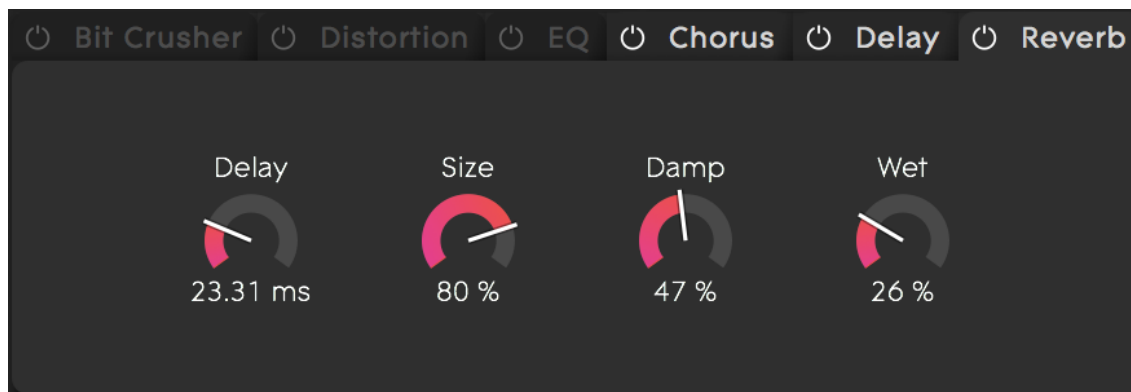 Bit Crusher Distortion EQ Chorus Delay Reverb
Delay Size Damp Wet
23.31 ms 80 % 47 % 26 %